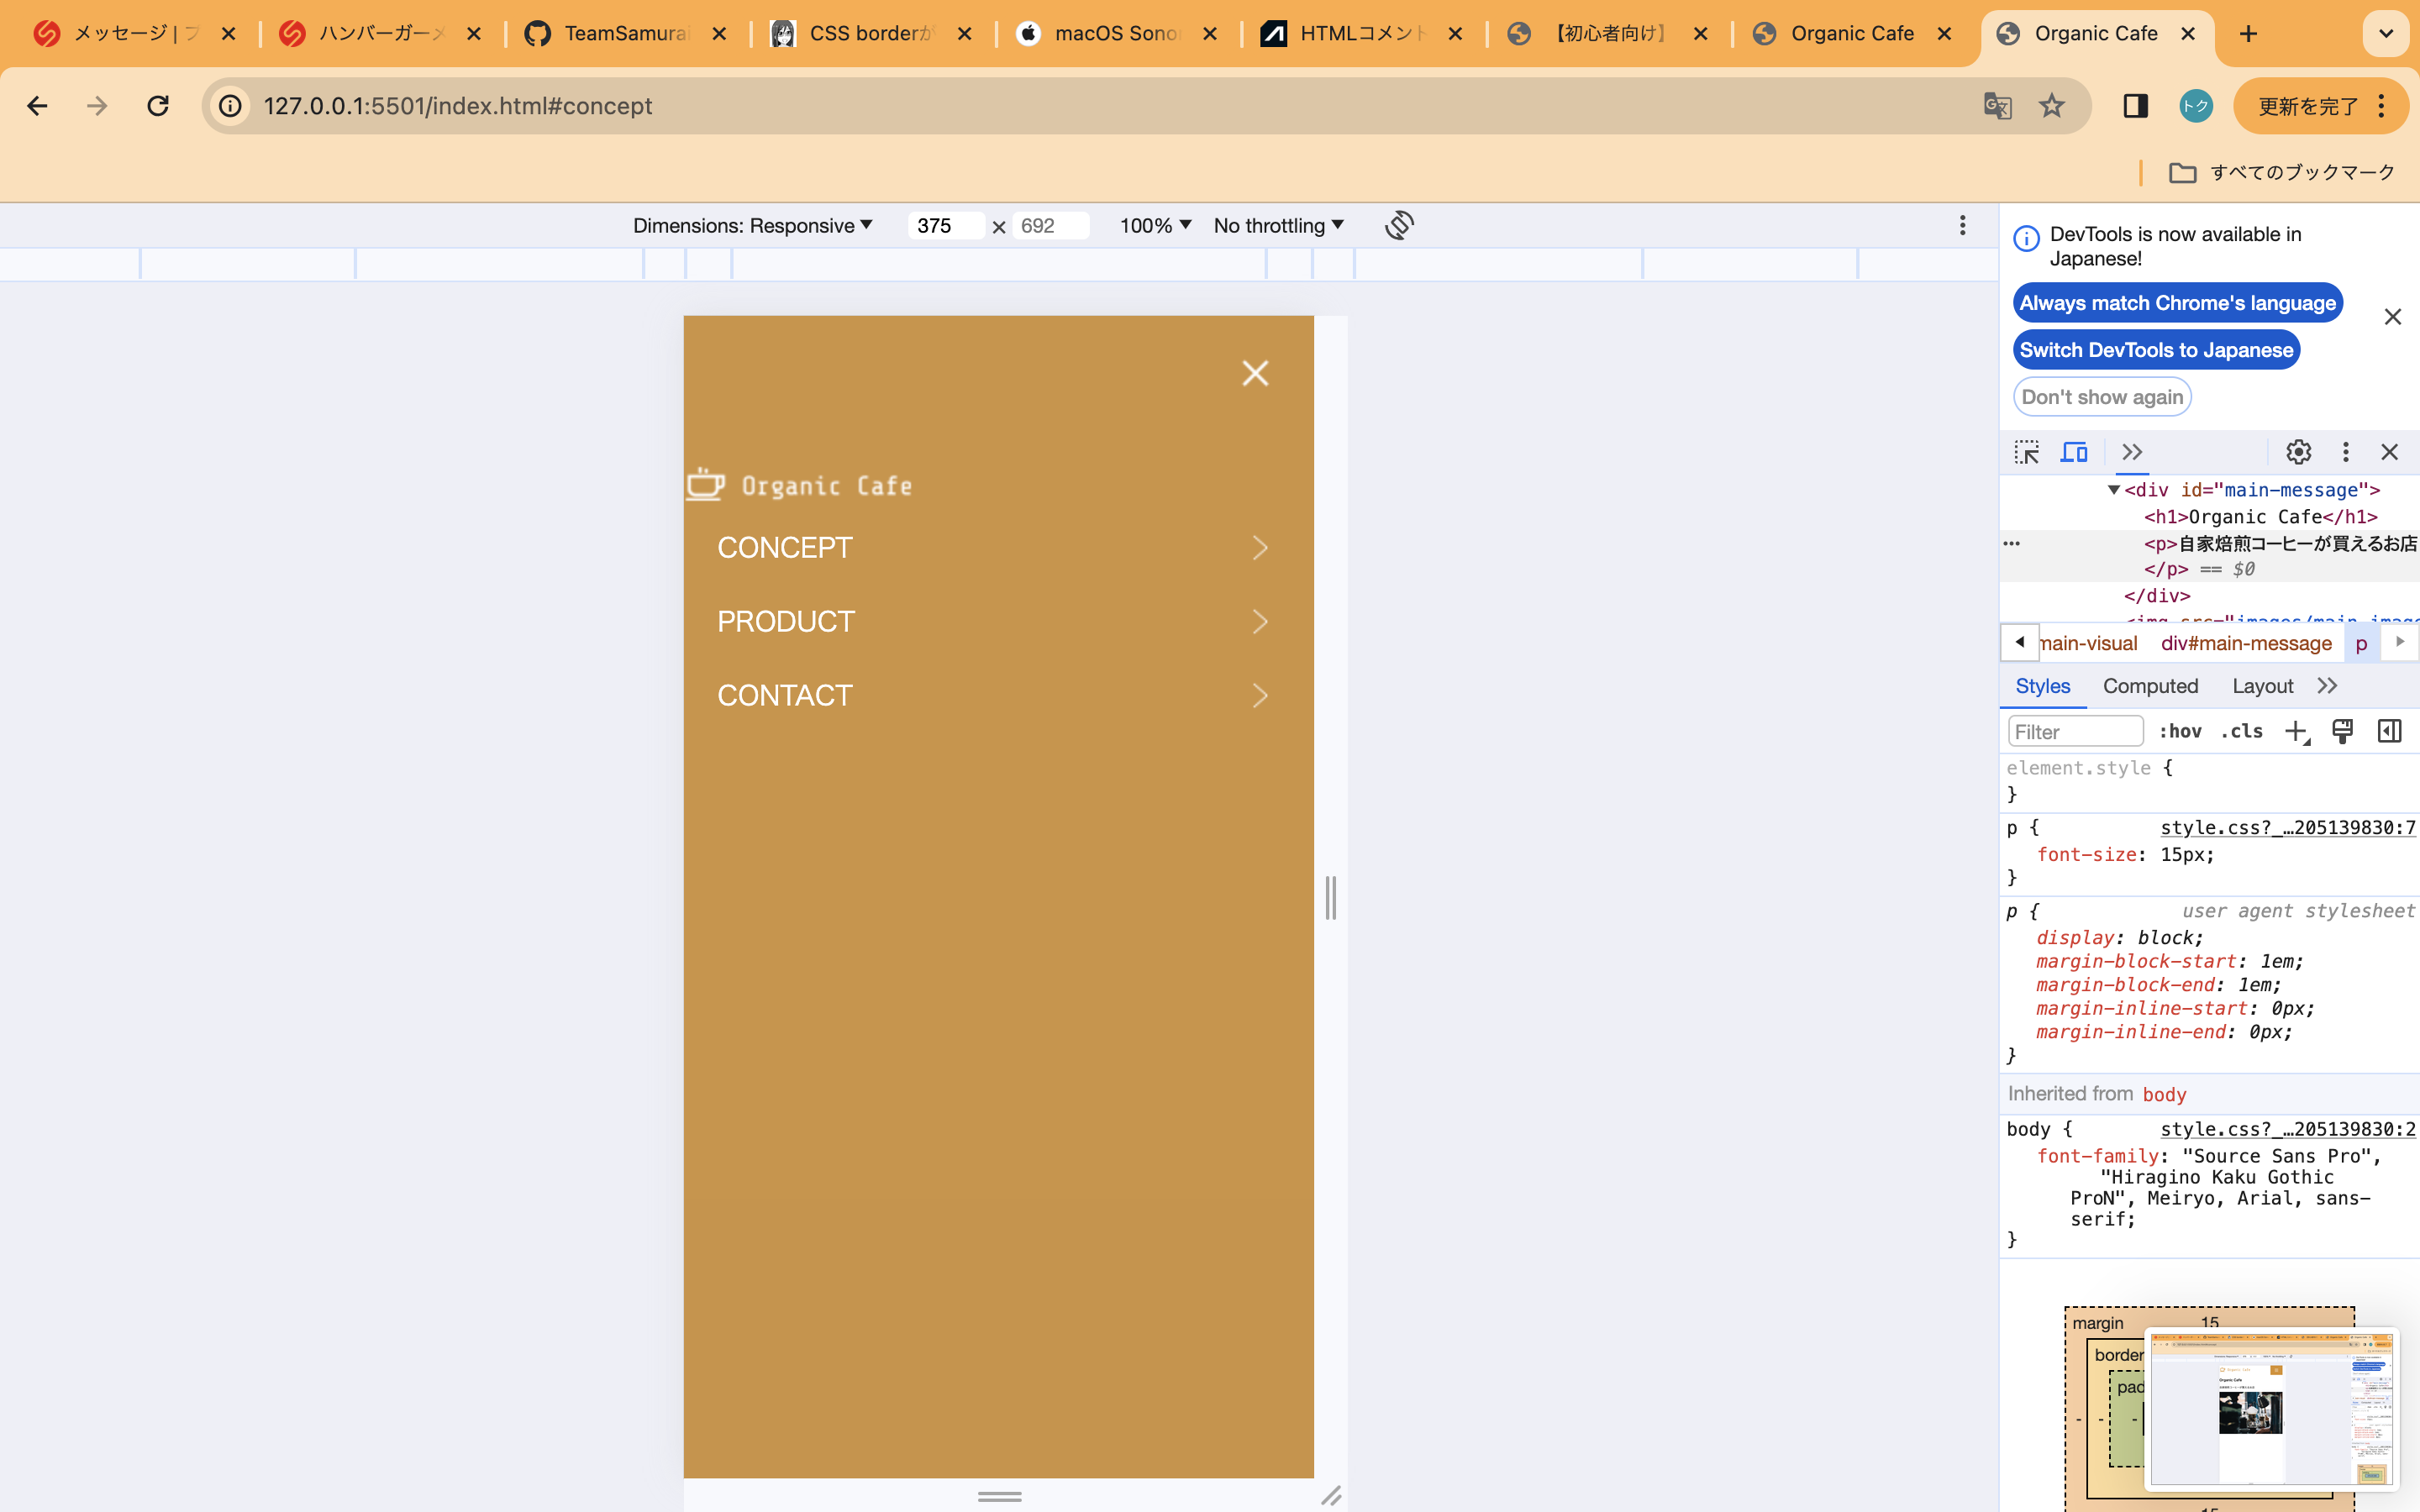 メッセージ | フ
ハンバーガーメ
TeamSamurai
CSS borderが
macOS Sono
HTMLコメント
【初心者向け】
Organic Cafe
Organic Cafe
127.0.0.1:5501/index.html#concept
トク
更新を完了
すべてのブックマーク
Dimensions: Responsive
375 × 692
100%
No throttling
DevTools is now available in
Japanese!
Always match Chrome's language
Switch DevTools to Japanese
Don't show again
Organic Cafe
CONCEPT
PRODUCT
CONTACT
<div id="main-message">
<h1>Organic Cafe</h1>
<p>自家焙煎コーヒーが買えるお店
</p> == $0
</div>
<img src="images/main-image
main-visual div#main-message p
Styles Computed Layout
Filter :hov .cls
element.style {
}
p { style.css?_…205139830:7
font-size: 15px;
}
p { user agent stylesheet
display: block;
margin-block-start: 1em;
margin-block-end: 1em;
margin-inline-start: 0px;
margin-inline-end: 0px;
}
Inherited from body
body { style.css?_…205139830:2
font-family: "Source Sans Pro",
"Hiragino Kaku Gothic
ProN", Meiryo, Arial, sans-
serif;
}
margin 15
border
pad
- - -
15